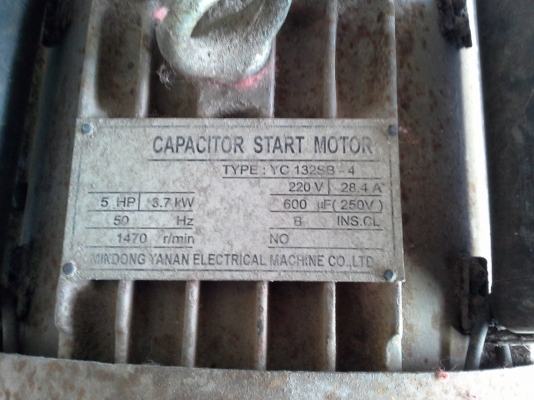 CAPACITOR START MOTOR
TYPE : YC 132SB - 4
220 V 28.4 A
5 HP 3.7 kW 600 µF( 250V )
50 Hz B INS.CL
1470 r/min NO
MINDONG YANAN ELECTRICAL MACHINE CO.,LTD